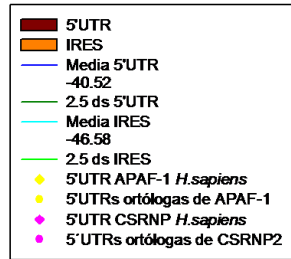 5'UTR
IRES
Media 5'UTR
-40.52
2.5 ds 5'UTR
Media IRES
-46.58
2.5 ds IRES
5'UTR APAF-1 H.sapiens
5'UTRs ortólogas de APAF-1
5'UTR CSRNP H.sapiens
5´UTRs ortólogas de CSRNP2